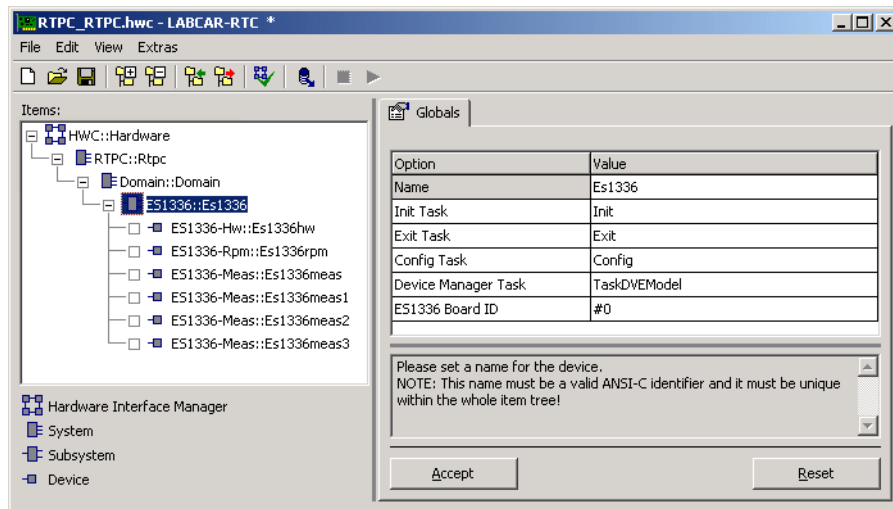 RTPC_RTPC.hwc - LABCAR-RTC *
File Edit View Extras
Items:
HWC::Hardware
RTPC::Rtpc
Domain::Domain
ES1336::Es1336
ES1336-Hw::Es1336hw
ES1336-Rpm::Es1336rpm
ES1336-Meas::Es1336meas
ES1336-Meas::Es1336meas1
ES1336-Meas::Es1336meas2
ES1336-Meas::Es1336meas3
Hardware Interface Manager
System
Subsystem
Device
Globals
Option Value
Name Es1336
Init Task Init
Exit Task Exit
Config Task Config
Device Manager Task TaskDVEModel
ES1336 Board ID #0
Please set a name for the device.
NOTE: This name must be a valid ANSI-C identifier and it must be unique
within the whole item tree!
Accept Reset